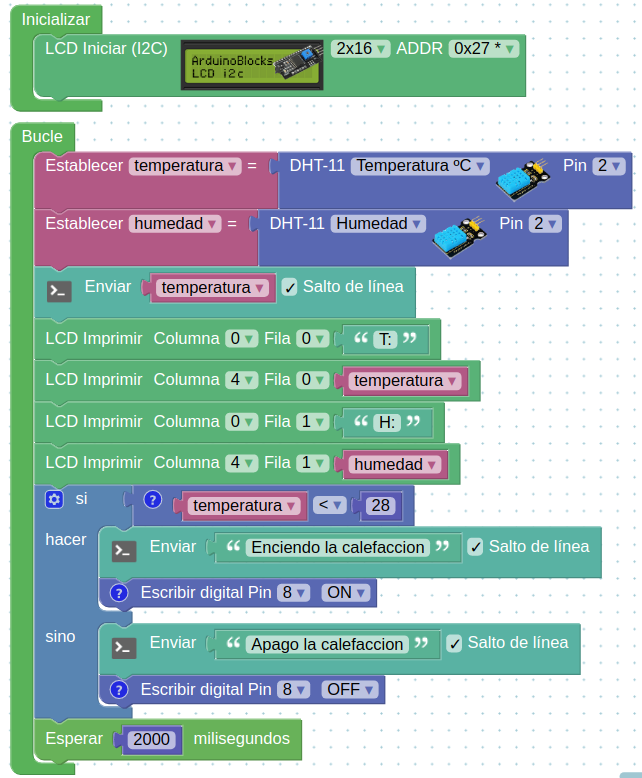 Inicializar
LCD Iniciar (I2C) ArduinoBlocks LCD i2c 2x16 ADDR 0x27 *
Bucle
Establecer temperatura = DHT-11 Temperatura ºC Pin 2
Establecer humedad = DHT-11 Humedad Pin 2
Enviar temperatura Salto de línea
LCD Imprimir Columna 0 Fila 0 “ T: ”
LCD Imprimir Columna 4 Fila 0 temperatura
LCD Imprimir Columna 0 Fila 1 “ H: ”
LCD Imprimir Columna 4 Fila 1 humedad
si temperatura < 28
hacer Enviar “ Enciendo la calefaccion ” Salto de línea
Escribir digital Pin 8 ON
sino Enviar “ Apago la calefaccion ” Salto de línea
Escribir digital Pin 8 OFF
Esperar 2000 milisegundos